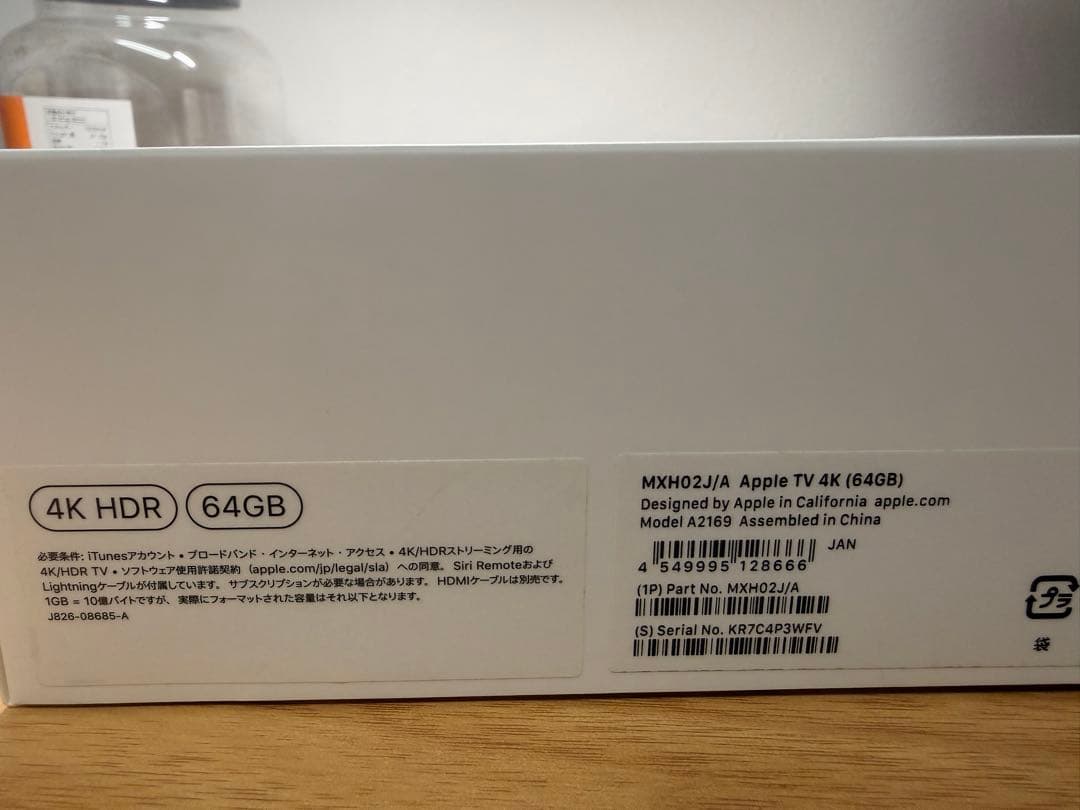 4K HDR 64GB
必要条件: iTunesアカウント • ブロードバンド・インターネット・アクセス • 4K/HDRストリーミング用の
4K/HDR TV • ソフトウェア使用許諾契約 (apple.com/jp/legal/sla) への同意。 Siri Remoteおよび
Lightningケーブルが付属しています。 サブスクリプションが必要な場合があります。 HDMIケーブルは別売です。
1GB = 10億バイトですが、実際にフォーマットされた容量はそれ以下となります。
J826-08685-A
MXH02J/A Apple TV 4K (64GB)
Designed by Apple in California apple.com
Model A2169 Assembled in China
JAN
4 549995 128666
(1P) Part No. MXH02J/A
(S) Serial No. KR7C4P3WFV
プラ
袋